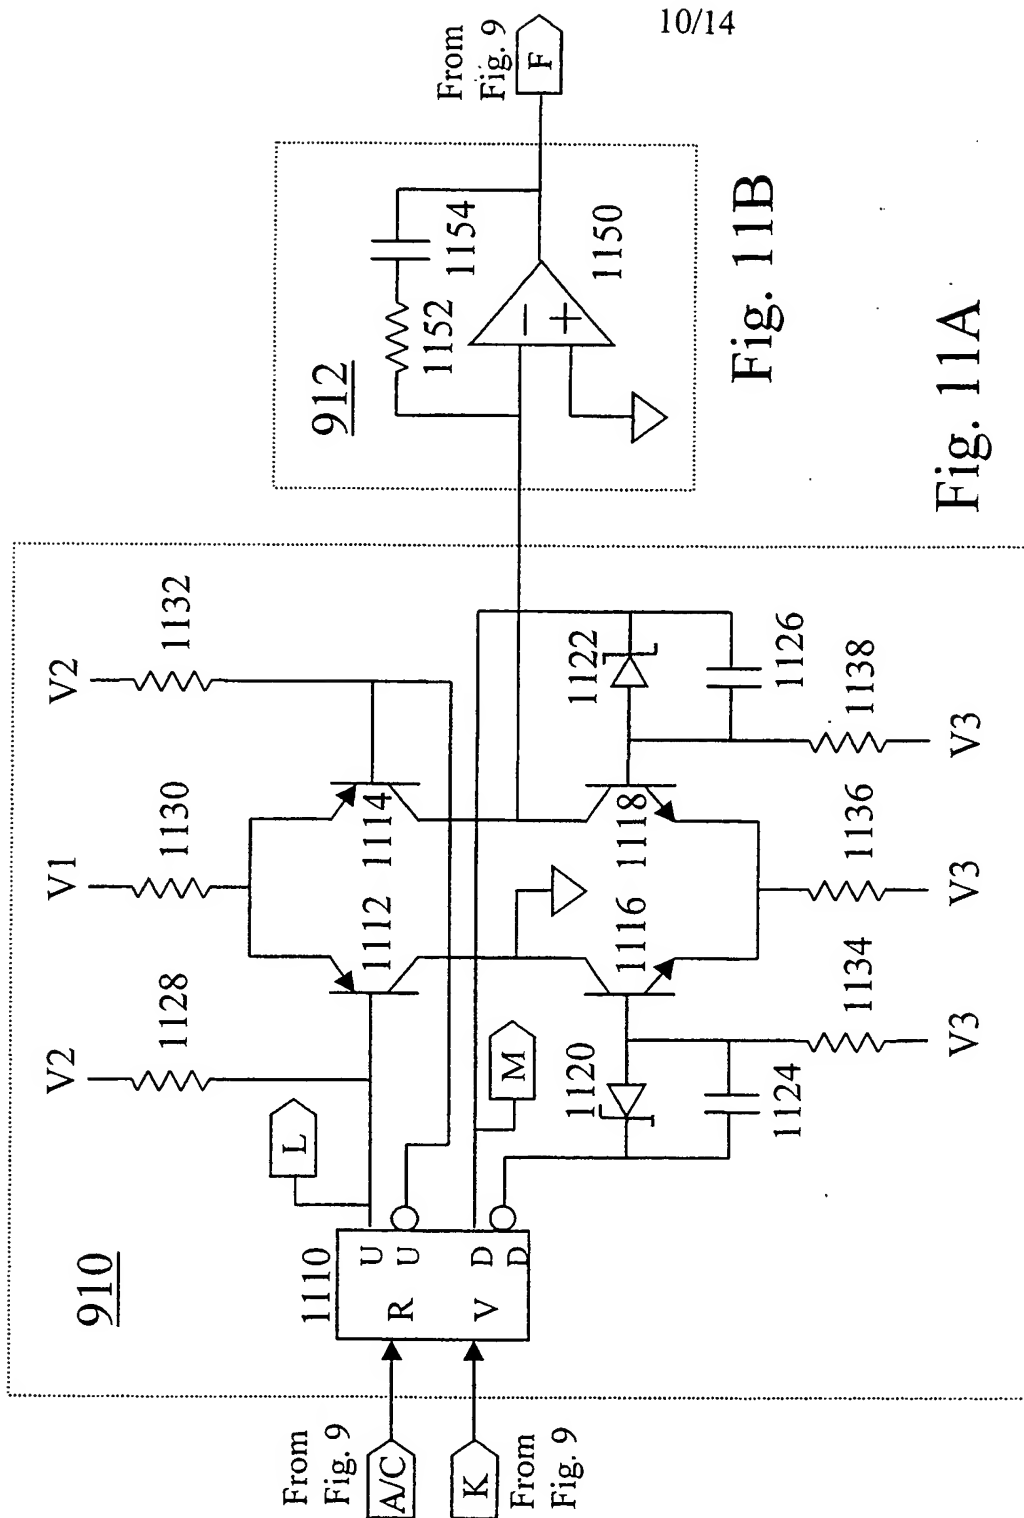 10/14
910
V2
1128
V1
1130
V2
1132
L
1110
R
V
U
U
D
D
From
Fig. 9
A/C
K
From
Fig. 9
1112
1114
M
1116
1118
1120
1122
1124
1126
1134
1136
1138
V3
V3
V3
912
1152
1154
−
+
1150
From
Fig. 9
F
Fig. 11B
Fig. 11A